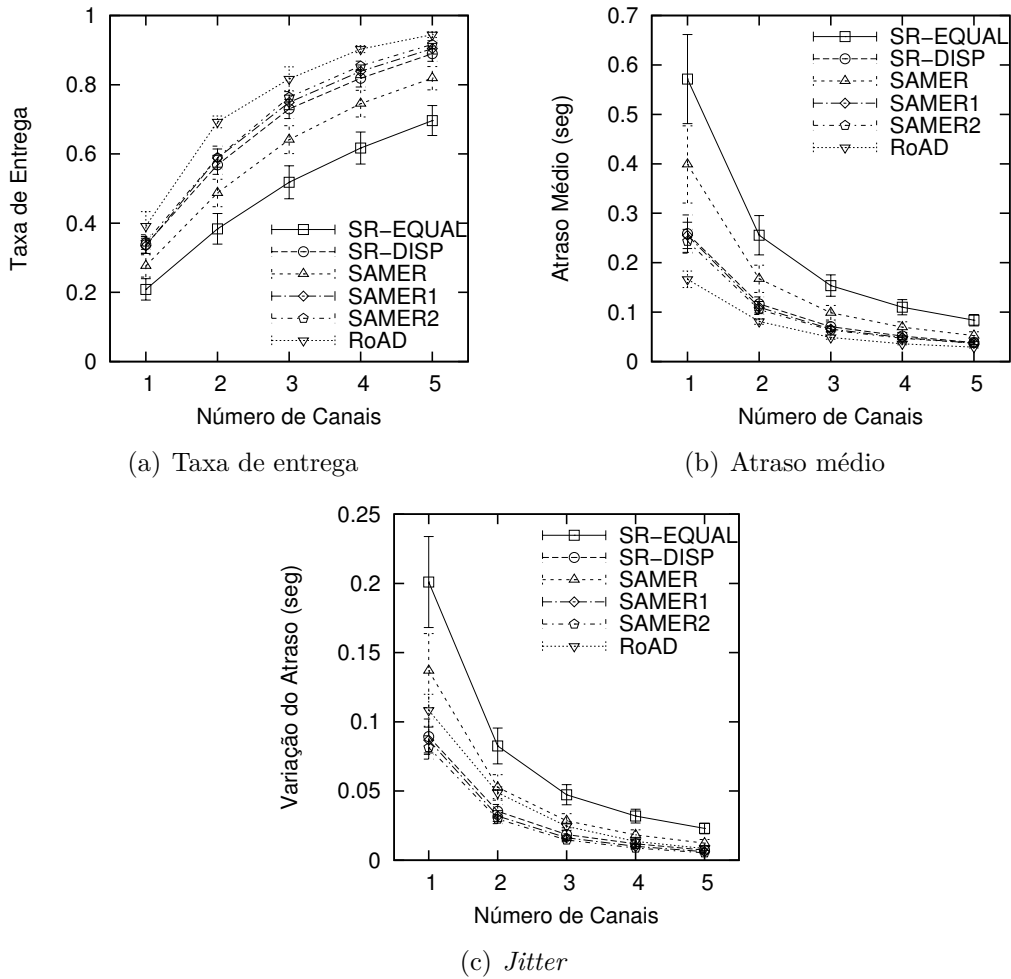 Taxa de Entrega
1
0.8
0.6
0.4
0.2
0
SR−EQUAL
SR−DISP
SAMER
SAMER1
SAMER2
RoAD
1 2 3 4 5
Número de Canais
(a) Taxa de entrega
Atraso Médio (seg)
0.7
0.6
0.5
0.4
0.3
0.2
0.1
0
SR−EQUAL
SR−DISP
SAMER
SAMER1
SAMER2
RoAD
1 2 3 4 5
Número de Canais
(b) Atraso médio
Variação do Atraso (seg)
0.25
0.2
0.15
0.1
0.05
0
SR−EQUAL
SR−DISP
SAMER
SAMER1
SAMER2
RoAD
1 2 3 4 5
Número de Canais
(c) Jitter